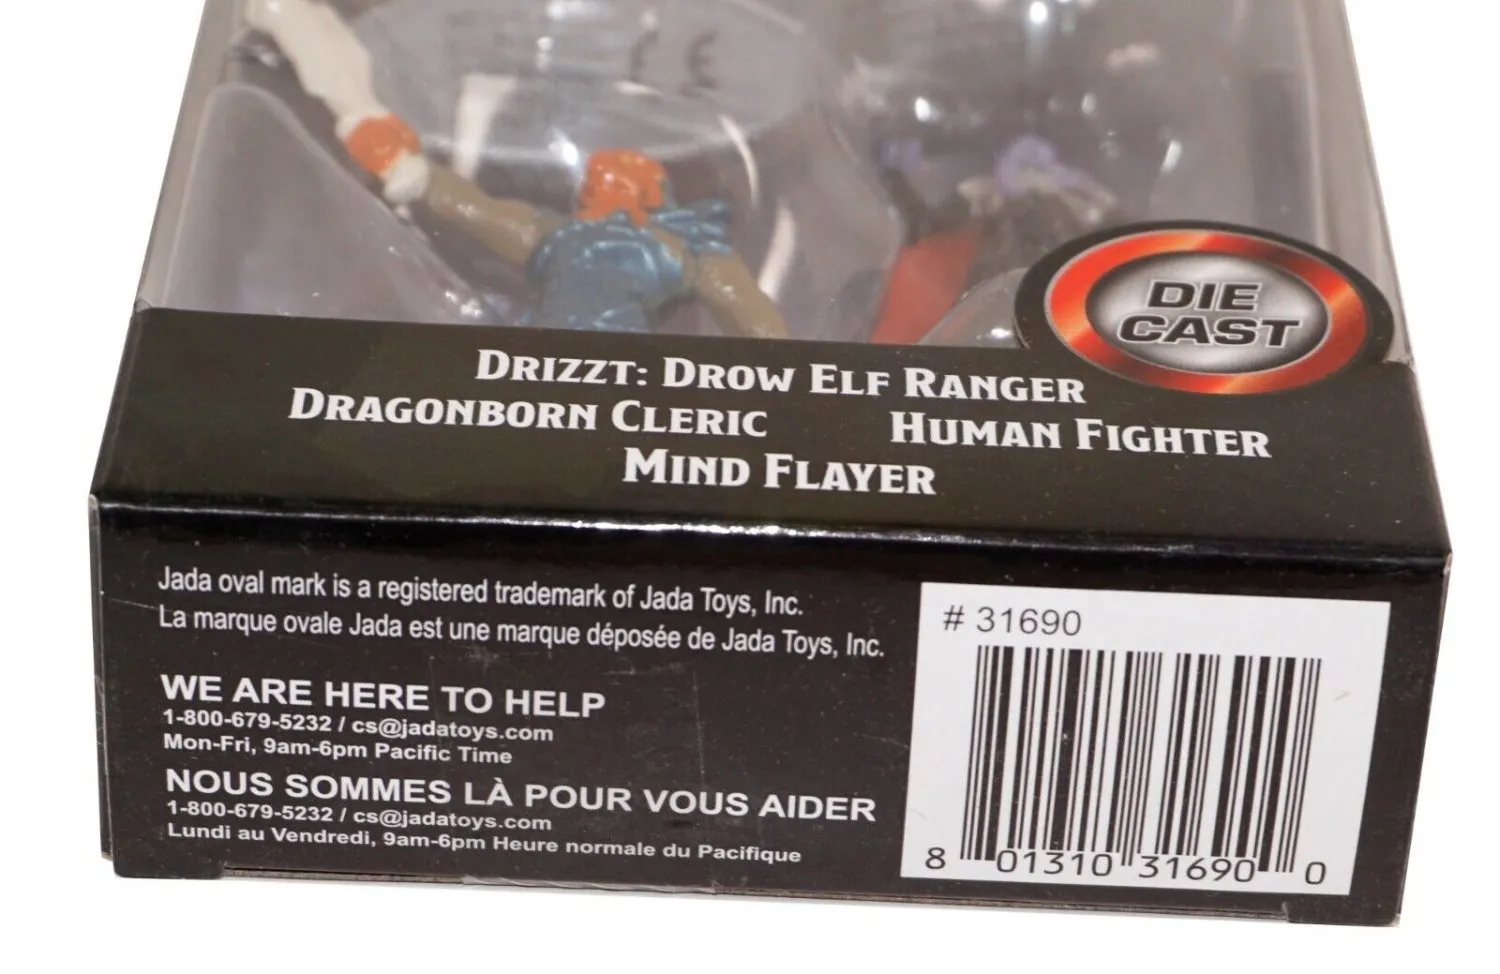 DIE
CAST
DRIZZT: DROW ELF RANGER
DRAGONBORN CLERIC HUMAN FIGHTER
MIND FLAYER
Jada oval mark is a registered trademark of Jada Toys, Inc.
La marque ovale Jada est une marque déposée de Jada Toys, Inc.
WE ARE HERE TO HELP
1-800-679-5232 / cs@jadatoys.com
Mon-Fri, 9am-6pm Pacific Time
NOUS SOMMES LÀ POUR VOUS AIDER
1-800-679-5232 / cs@jadatoys.com
Lundi au Vendredi, 9am-6pm Heure normale du Pacifique
# 31690
8 01310 31690 0